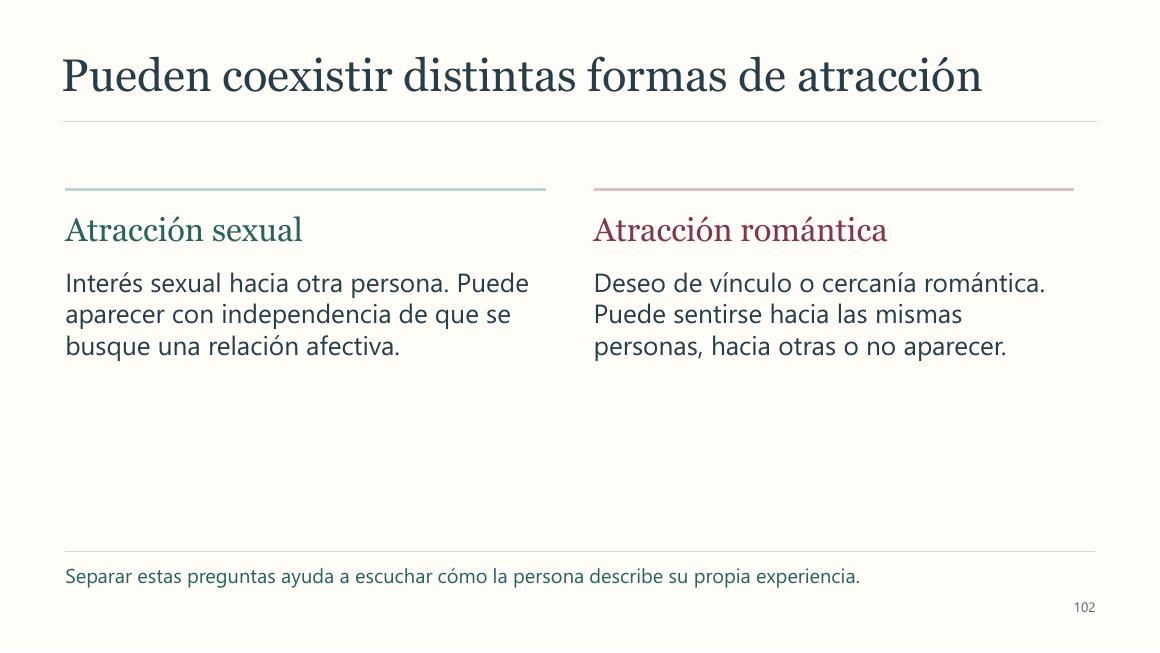 Pueden coexistir distintas formas de atracción
Atracción sexual
Interés sexual hacia otra persona. Puede
aparecer con independencia de que se
busque una relación afectiva.
Atracción romántica
Deseo de vínculo o cercanía romántica.
Puede sentirse hacia las mismas
personas, hacia otras o no aparecer.
Separar estas preguntas ayuda a escuchar cómo la persona describe su propia experiencia.
102